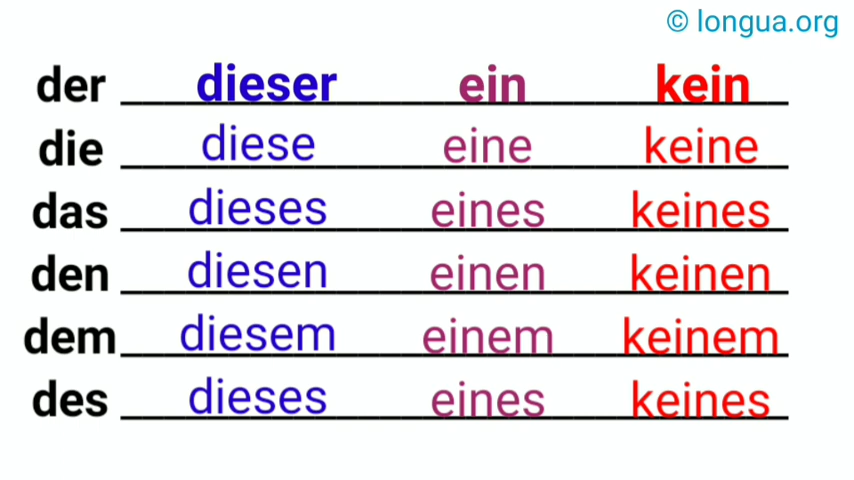 © longua.org
der dieser ein kein
die diese eine keine
das dieses eines keines
den diesen einen keinen
dem diesem einem keinem
des dieses eines keines